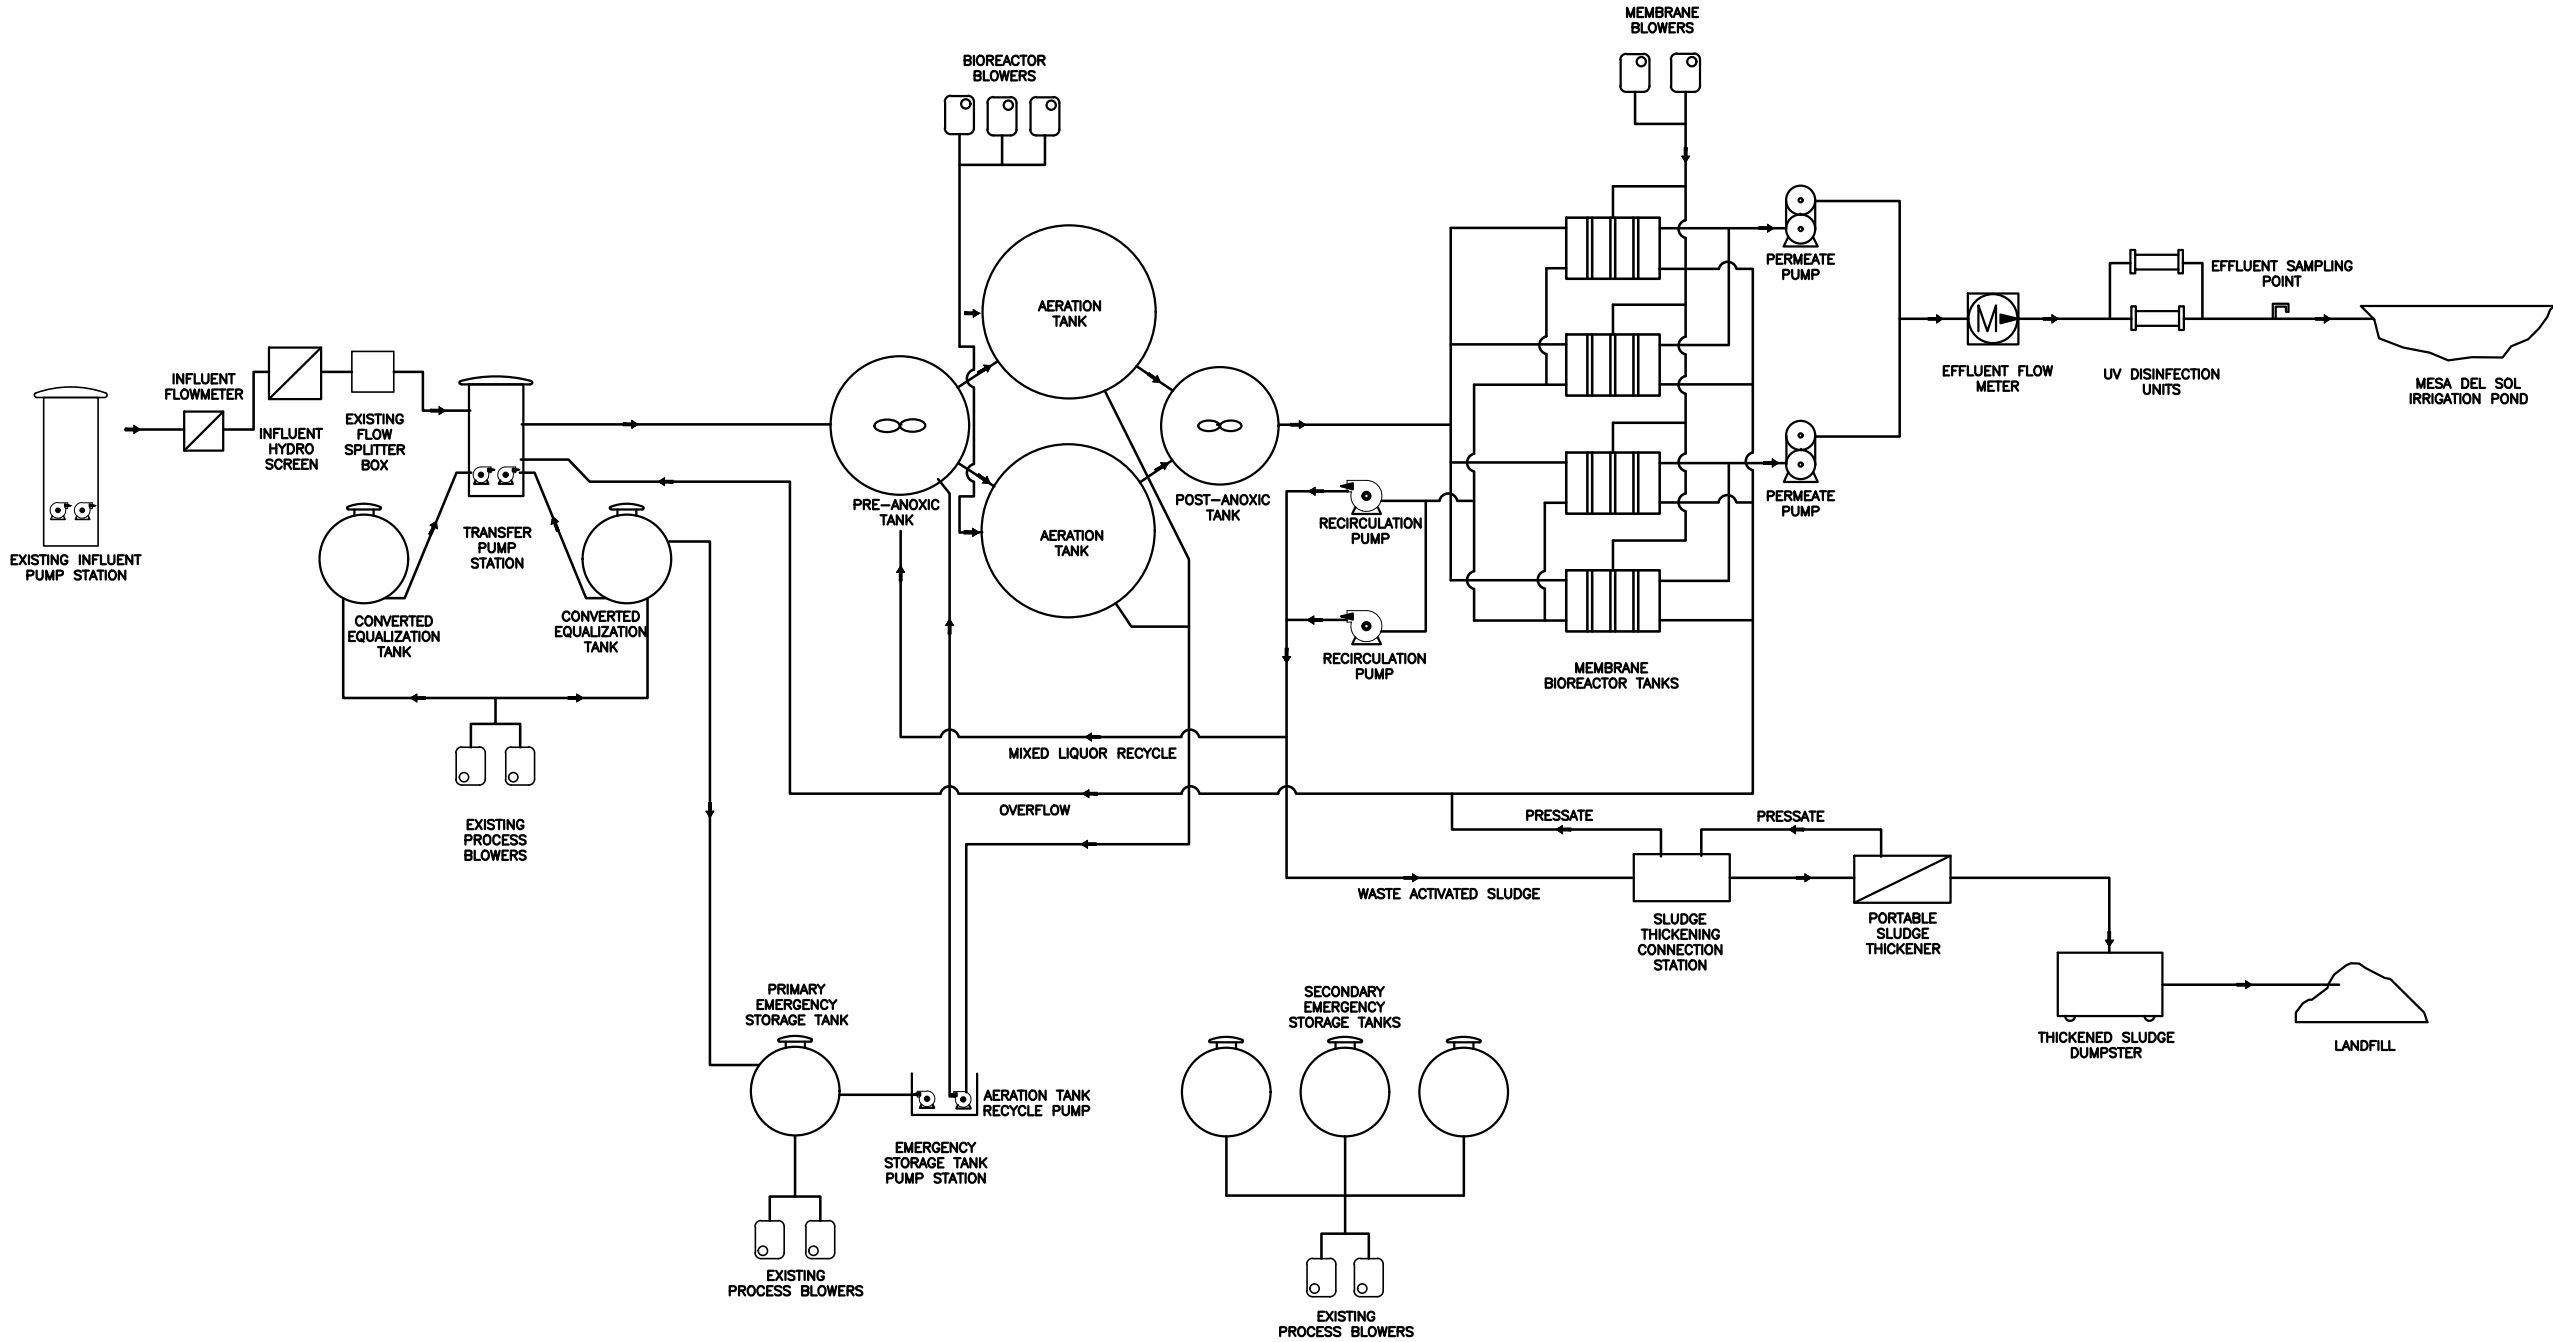 MEMBRANE
BLOWERS
BIOREACTOR
BLOWERS
AERATION
TANK
PERMEATE
PUMP
EFFLUENT SAMPLING
POINT
M
INFLUENT
FLOWMETER
EFFLUENT FLOW
METER
UV DISINFECTION
UNITS
MESA DEL SOL
IRRIGATION POND
INFLUENT
HYDRO
SCREEN
EXISTING
FLOW
SPLITTER
BOX
PRE-ANOXIC
TANK
POST-ANOXIC
TANK
PERMEATE
PUMP
EXISTING INFLUENT
PUMP STATION
TRANSFER
PUMP
STATION
AERATION
TANK
RECIRCULATION
PUMP
CONVERTED
EQUALIZATION
TANK
CONVERTED
EQUALIZATION
TANK
RECIRCULATION
PUMP
MEMBRANE
BIOREACTOR TANKS
MIXED LIQUOR RECYCLE
OVERFLOW
EXISTING
PROCESS
BLOWERS
PRESSATE
PRESSATE
WASTE ACTIVATED SLUDGE
SLUDGE
THICKENING
CONNECTION
STATION
PORTABLE
SLUDGE
THICKENER
PRIMARY
EMERGENCY
STORAGE TANK
SECONDARY
EMERGENCY
STORAGE TANKS
THICKENED SLUDGE
DUMPSTER
LANDFILL
AERATION TANK
RECYCLE PUMP
EMERGENCY
STORAGE TANK
PUMP STATION
EXISTING
PROCESS BLOWERS
EXISTING
PROCESS BLOWERS